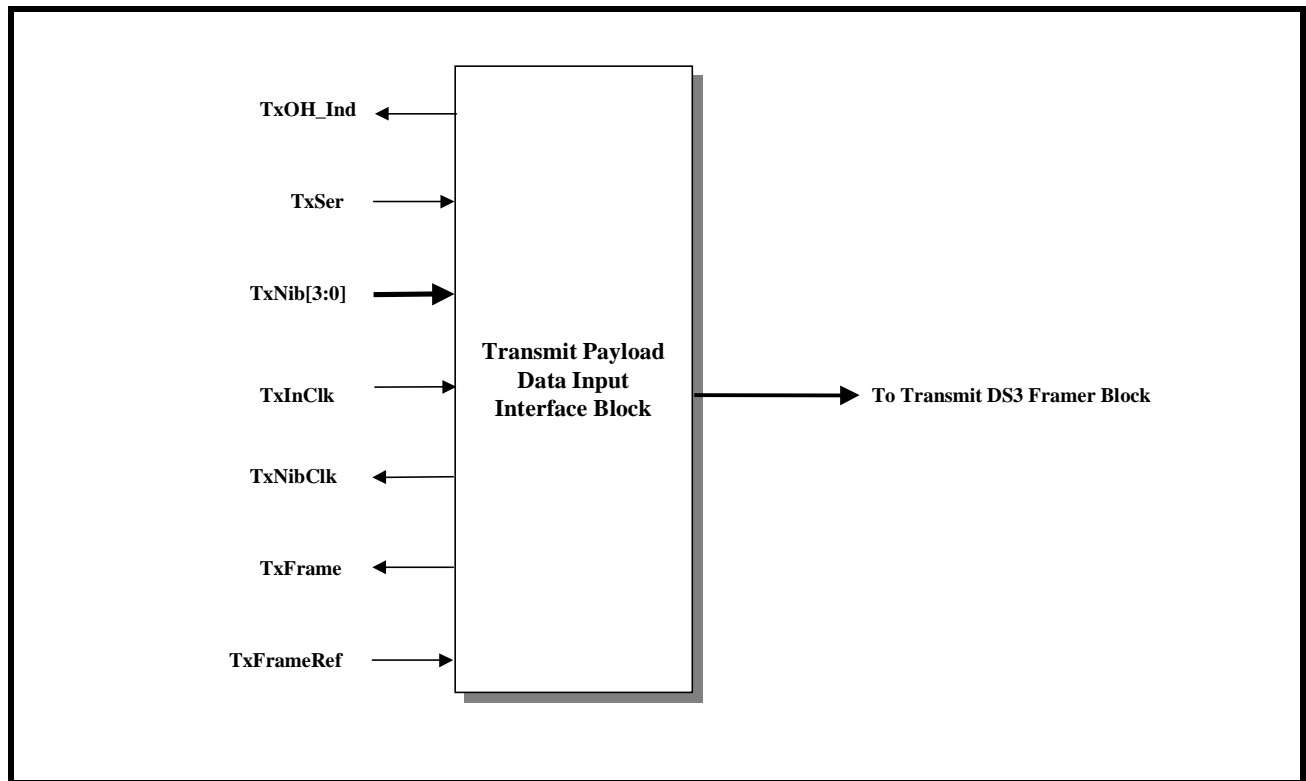 TxOH_Ind
TxSer
TxNib[3:0]
TxInClk
TxNibClk
TxFrame
TxFrameRef
Transmit Payload
Data Input
Interface Block
To Transmit DS3 Framer Block